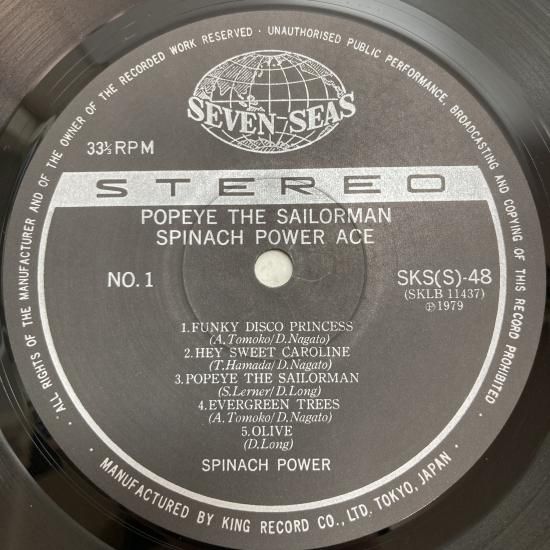 · ALL RIGHTS OF THE MANUFACTURER AND OF THE OWNER OF THE RECORDED WORK RESERVED · UNAUTHORISED PUBLIC PERFORMANCE, BROADCASTING AND COPYING OF THIS RECORD PROHIBITED ·
SEVEN SEAS
33⅓ RPM
STEREO
POPEYE THE SAILORMAN
SPINACH POWER ACE
NO. 1
SKS(S)-48
(SKLB 11437)
℗1979
1.FUNKY DISCO PRINCESS
(A.Tomoko/D.Nagato)
2.HEY SWEET CAROLINE
(T.Hamada/D.Nagato)
3.POPEYE THE SAILORMAN
(S.Lerner/D.Long)
4.EVERGREEN TREES
(A.Tomoko/D.Nagato)
5.OLIVE
(D.Long)
SPINACH POWER
· MANUFACTURED BY KING RECORD CO., LTD. TOKYO, JAPAN ·